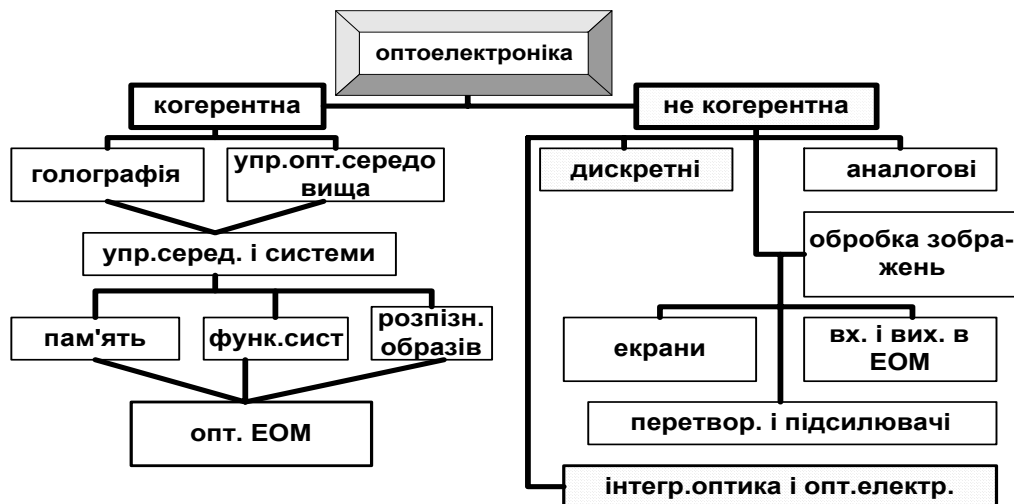 оптоелектроніка
когерентна
не когерентна
голографія
упр.опт.середо
вища
дискретні
аналогові
упр.серед. і системи
обробка зображ-
жень
пам'ять
функ.сист
розпізн.
образів
екрани
вх. і вих. в
ЕОМ
опт. ЕОМ
перетвор. і підсилювачі
інтегр.оптика і опт.електр.